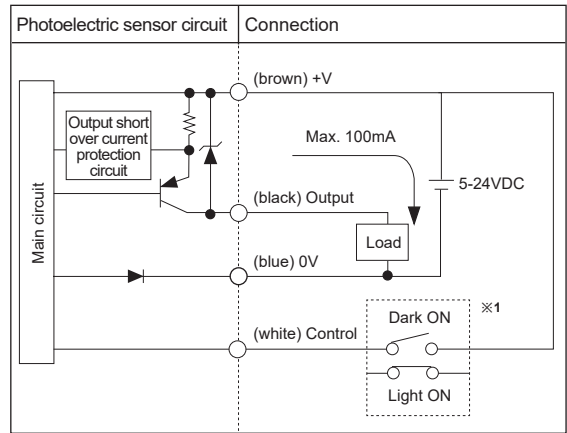 Photoelectric sensor circuit
Connection
(brown) +V
Output short
over current
protection
circuit
Max. 100mA
5-24VDC
Main circuit
(black) Output
Load
(blue) 0V
※1
Dark ON
(white) Control
Light ON